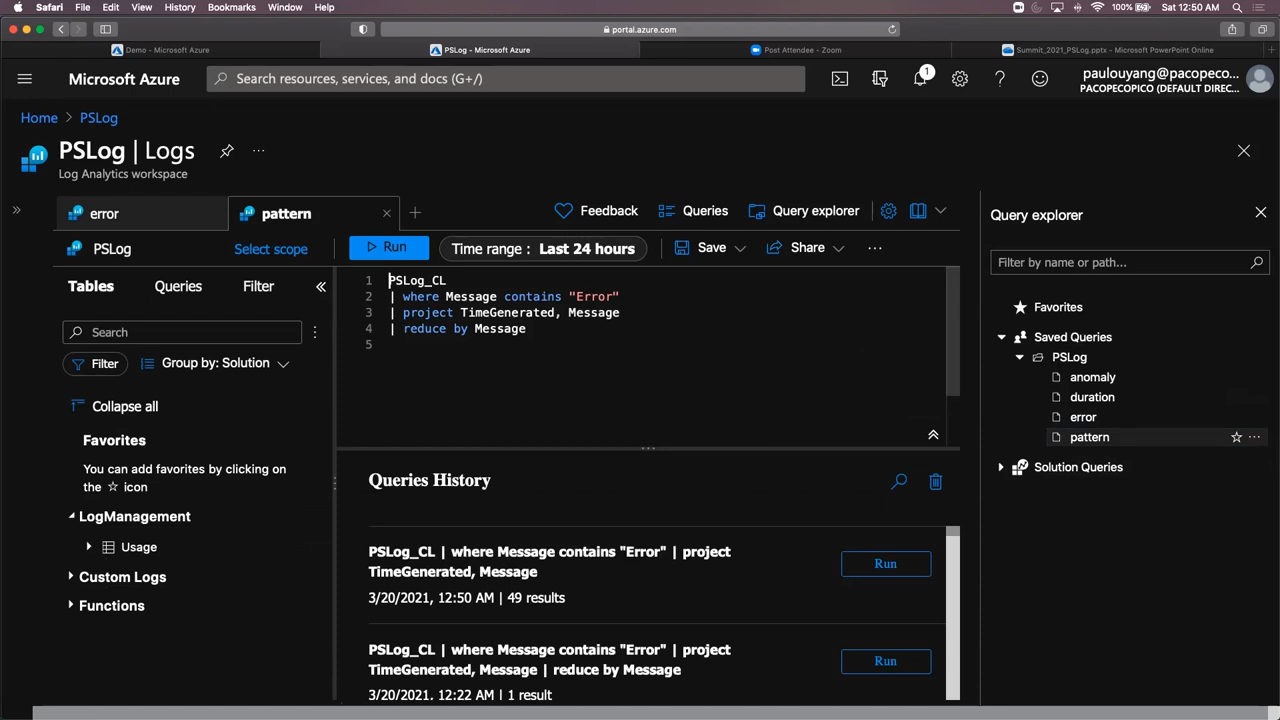 Safari File Edit View History Bookmarks Window Help 100% Sat 12:50 AM
portal.azure.com
Demo - Microsoft Azure PSLog - Microsoft Azure Post Attendee - Zoom Summit_2021_PSLog.pptx - Microsoft PowerPoint Online
Microsoft Azure Search resources, services, and docs (G+/) 1 paulouyang@pacopeco...
PACOPECOPICO (DEFAULT DIREC...
Home > PSLog
PSLog | Logs ...
Log Analytics workspace
error pattern Feedback Queries Query explorer
Query explorer
PSLog Select scope Run Time range : Last 24 hours Save Share ...
Filter by name or path...
Tables Queries Filter
Search
Filter Group by: Solution
Collapse all
Favorites
You can add favorites by clicking on
the ☆ icon
LogManagement
Usage
Custom Logs
Functions
1 PSLog_CL
2 | where Message contains "Error"
3 | project TimeGenerated, Message
4 | reduce by Message
5
Queries History
PSLog_CL | where Message contains "Error" | project
TimeGenerated, Message
3/20/2021, 12:50 AM | 49 results
Run
PSLog_CL | where Message contains "Error" | project
TimeGenerated, Message | reduce by Message
3/20/2021, 12:22 AM | 1 result
Run
Favorites
Saved Queries
PSLog
anomaly
duration
error
pattern ...
Solution Queries